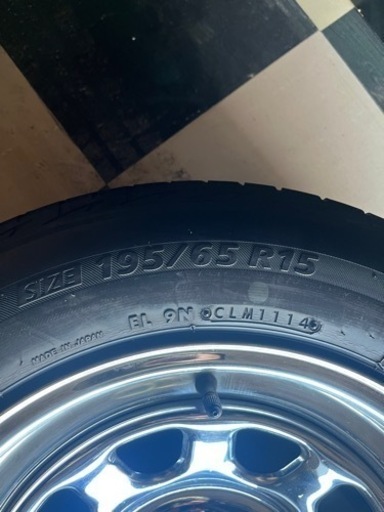 SIZE 195/65 R15
EL 9N CLM1114
MADE IN JAPAN